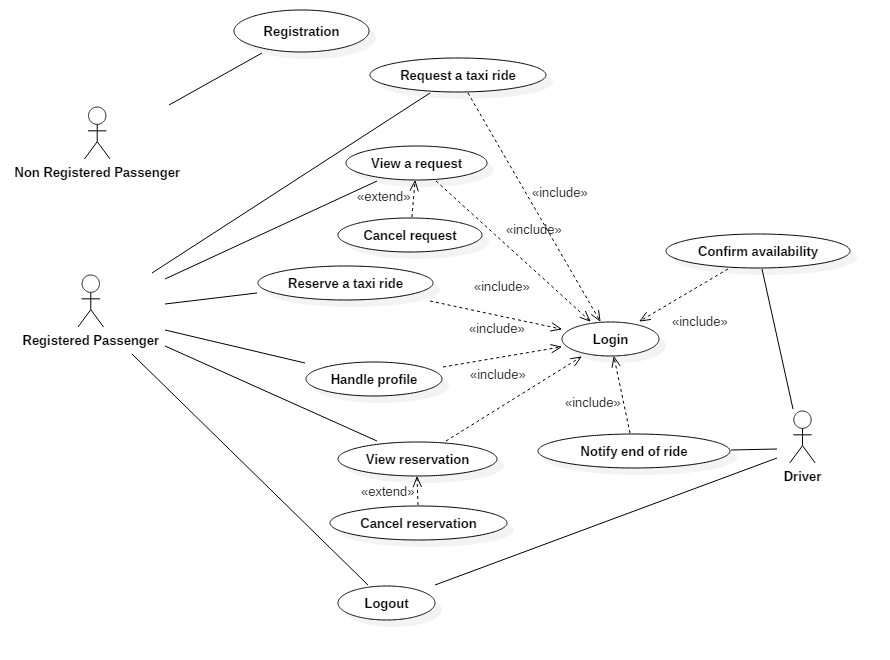 Registration
Request a taxi ride
Non Registered Passenger
View a request
«extend»
«include»
Cancel request
«include»
Confirm availability
Reserve a taxi ride
«include»
Registered Passenger
«include»
«include»
Login
Handle profile
«include»
«include»
View reservation
Notify end of ride
Driver
«extend»
Cancel reservation
Logout